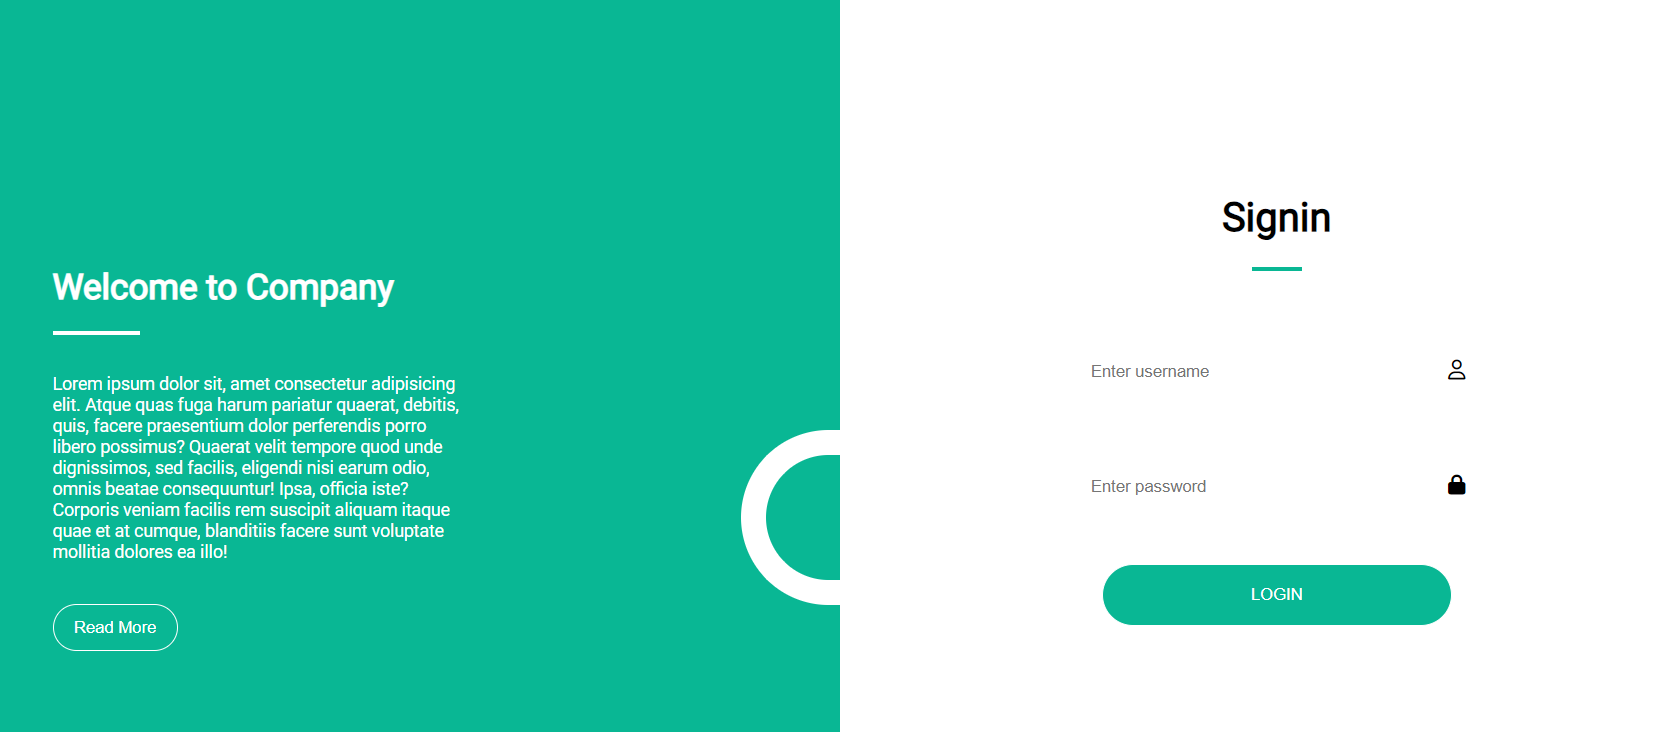 Welcome to Company
Lorem ipsum dolor sit, amet consectetur adipisicing
elit. Atque quas fuga harum pariatur quaerat, debitis,
quis, facere praesentium dolor perferendis porro
libero possimus? Quaerat velit tempore quod unde
dignissimos, sed facilis, eligendi nisi earum odio,
omnis beatae consequuntur! Ipsa, officia iste?
Corporis veniam facilis rem suscipit aliquam itaque
quae et at cumque, blanditiis facere sunt voluptate
mollitia dolores ea illo!
Read More
Signin
Enter username
Enter password
LOGIN